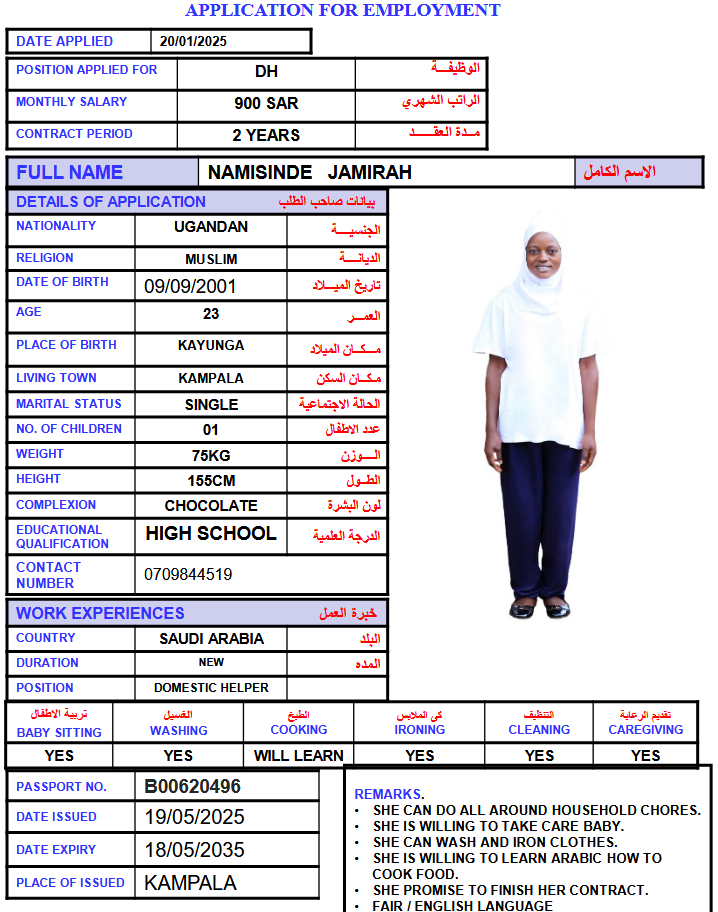 APPLICATION FOR EMPLOYMENT
DATE APPLIED 20/01/2025
POSITION APPLIED FOR DH الوظيفـــة
MONTHLY SALARY 900 SAR الراتب الشهري
CONTRACT PERIOD 2 YEARS مــدة العقـــــد
FULL NAME NAMISINDE JAMIRAH الاسم الكامل
DETAILS OF APPLICATION بيانات صاحب الطلب
NATIONALITY UGANDAN الجنسيـــة
RELIGION MUSLIM الديانـــة
DATE OF BIRTH 09/09/2001 تاريخ الميـــلاد
AGE 23 العمـــر
PLACE OF BIRTH KAYUNGA مـــكـــان الميلاد
LIVING TOWN KAMPALA مـكـــان السكن
MARITAL STATUS SINGLE الحالة الاجتماعية
NO. OF CHILDREN 01 عدد الاطفال
WEIGHT 75KG الـــوزن
HEIGHT 155CM الطــول
COMPLEXION CHOCOLATE لون البشرة
EDUCATIONAL QUALIFICATION HIGH SCHOOL الدرجة العلمية
CONTACT NUMBER 0709844519
WORK EXPERIENCES خبرة العمل
COUNTRY SAUDI ARABIA البلد
DURATION NEW المده
POSITION DOMESTIC HELPER
تربية الاطفال الغسيل الطبخ كى الملابس التنظيف تقديم الرعاية
BABY SITTING WASHING COOKING IRONING CLEANING CAREGIVING
YES YES WILL LEARN YES YES YES
PASSPORT NO. B00620496
DATE ISSUED 19/05/2025
DATE EXPIRY 18/05/2035
PLACE OF ISSUED KAMPALA
REMARKS.
• SHE CAN DO ALL AROUND HOUSEHOLD CHORES.
• SHE IS WILLING TO TAKE CARE BABY.
• SHE CAN WASH AND IRON CLOTHES.
• SHE IS WILLING TO LEARN ARABIC HOW TO
COOK FOOD.
• SHE PROMISE TO FINISH HER CONTRACT.
• FAIR / ENGLISH LANGUAGE